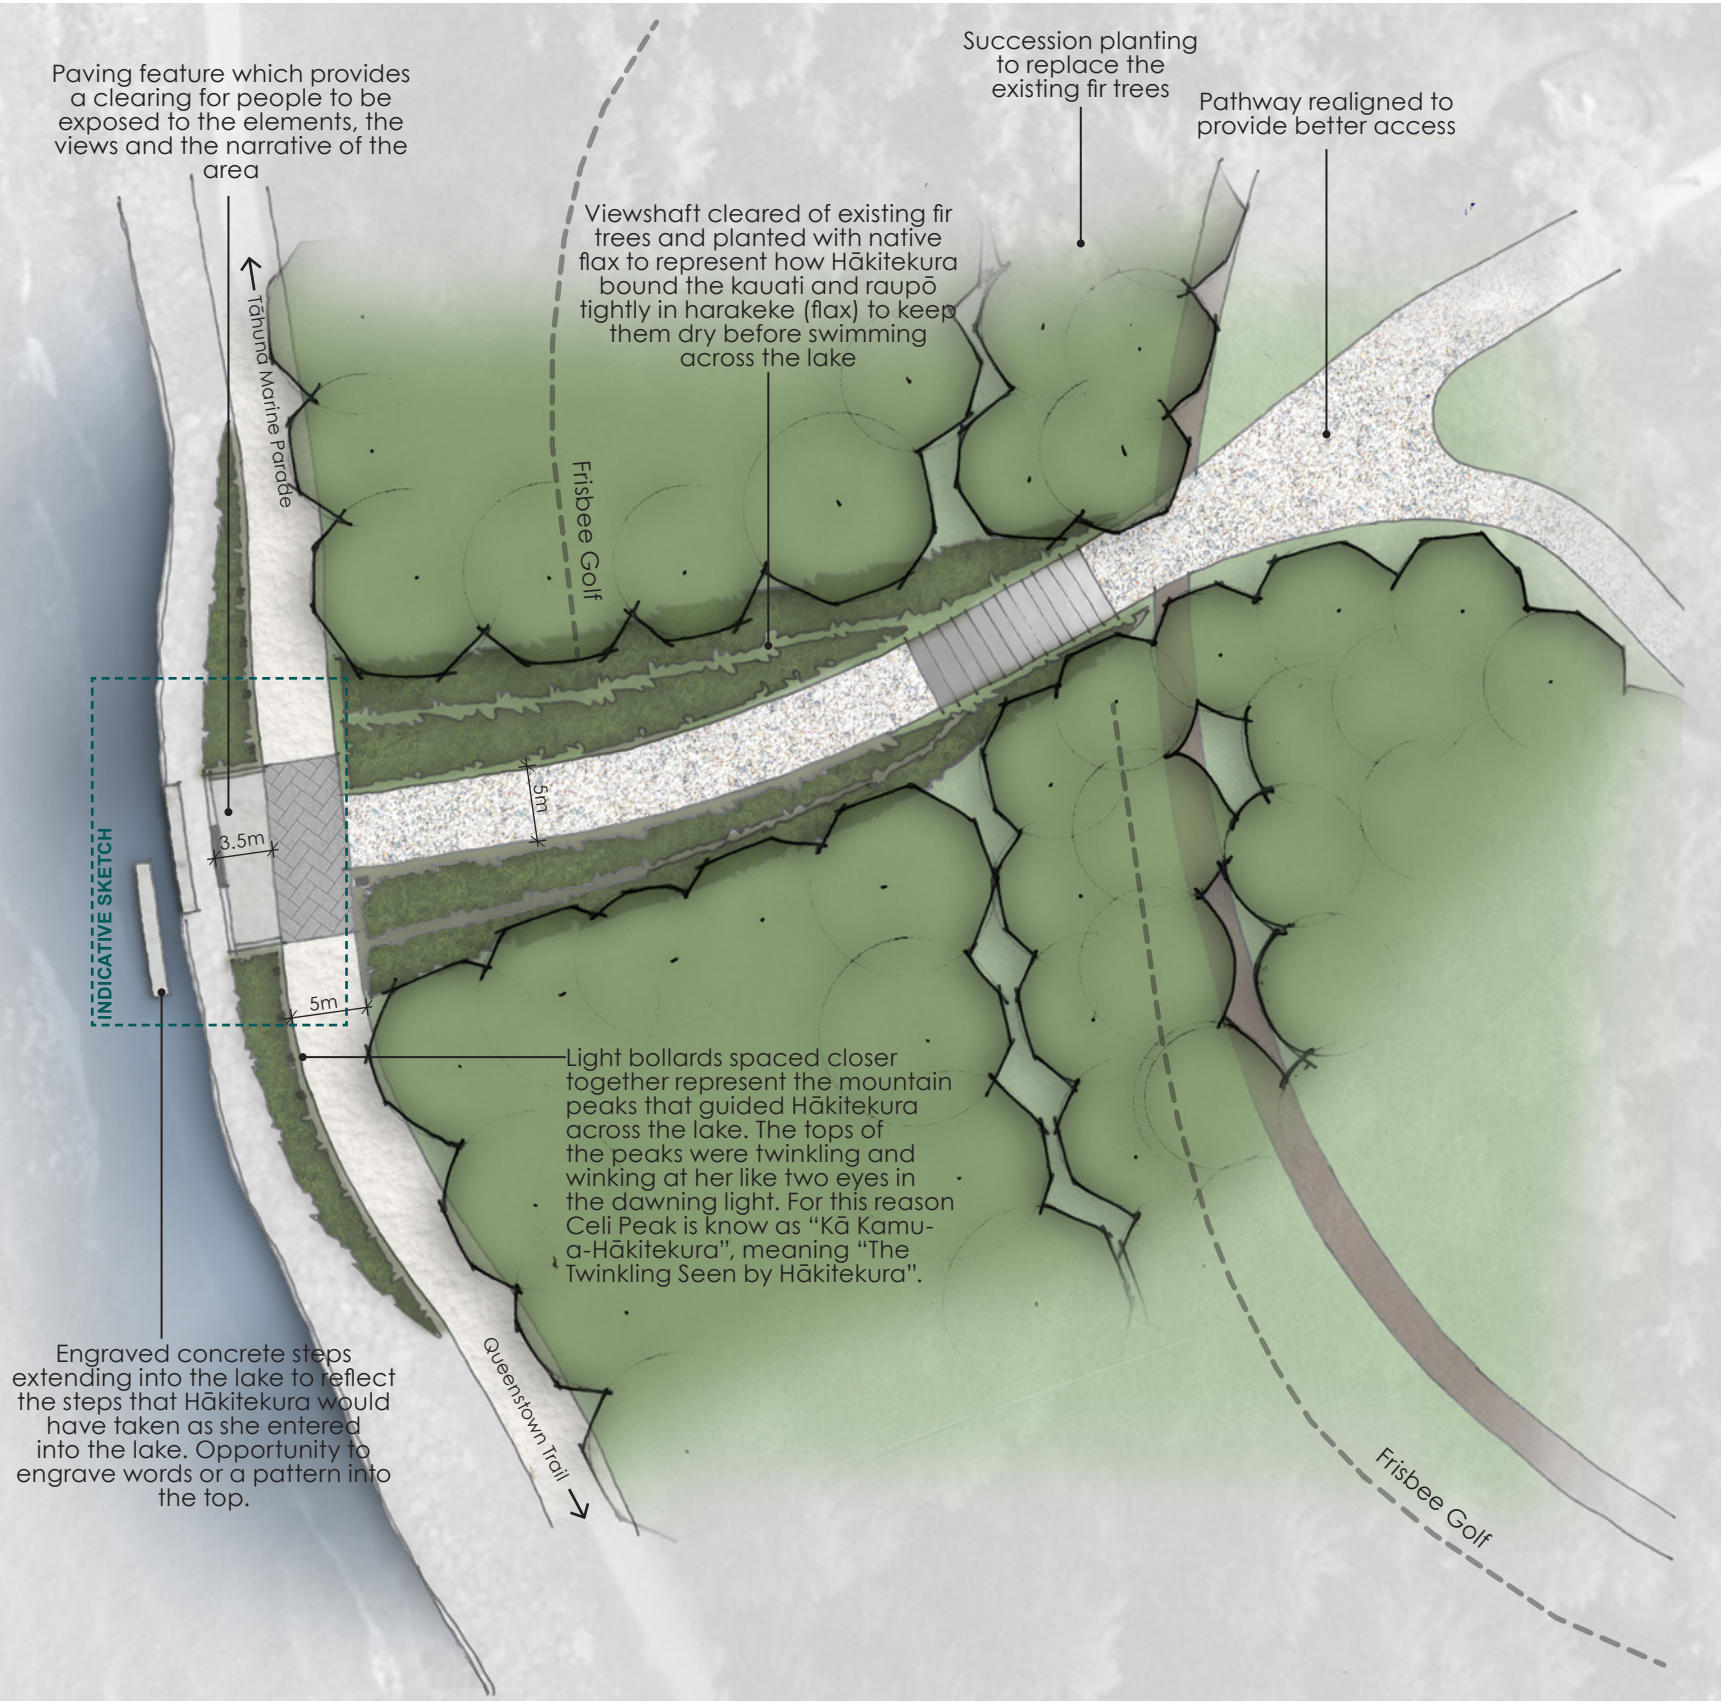 Paving feature which provides
a clearing for people to be
exposed to the elements, the
views and the narrative of the
area
Succession planting
to replace the
existing fir trees
Pathway realigned to
provide better access
Viewshaft cleared of existing fir
trees and planted with native
flax to represent how Hākitekura
bound the kauati and raupō
tightly in harakeke (flax) to keep
them dry before swimming
across the lake
Tāhuna Marine Parade
Frisbee Golf
5m
3.5m
INDICATIVE SKETCH
5m
Light bollards spaced closer
together represent the mountain
peaks that guided Hākitekura
across the lake. The tops of
the peaks were twinkling and
winking at her like two eyes in
the dawning light. For this reason
Celi Peak is know as “Kā Kamu-
a-Hākitekura”, meaning “The
Twinkling Seen by Hākitekura”.
Engraved concrete steps
extending into the lake to reflect
the steps that Hākitekura would
have taken as she entered
into the lake. Opportunity to
engrave words or a pattern into
the top.
Queenstown Trail
Frisbee Golf